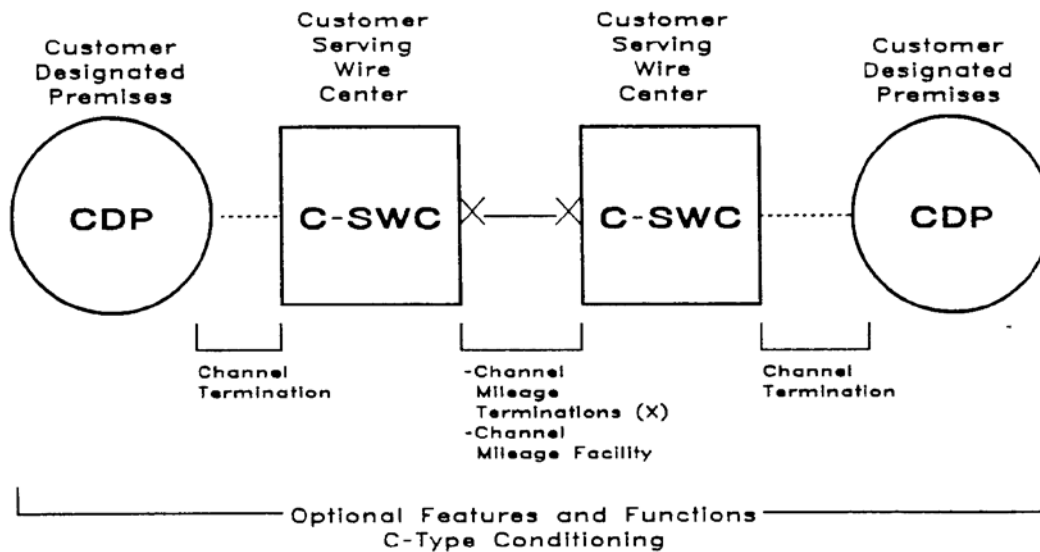 Customer
Designated
Premises
Customer
Serving
Wire
Center
Customer
Serving
Wire
Center
Customer
Designated
Premises
CDP
C-SWC
C-SWC
CDP
Channel
Termination
-Channel
Mileage
Terminations (X)
-Channel
Mileage Facility
Channel
Termination
Optional Features and Functions
C-Type Conditioning